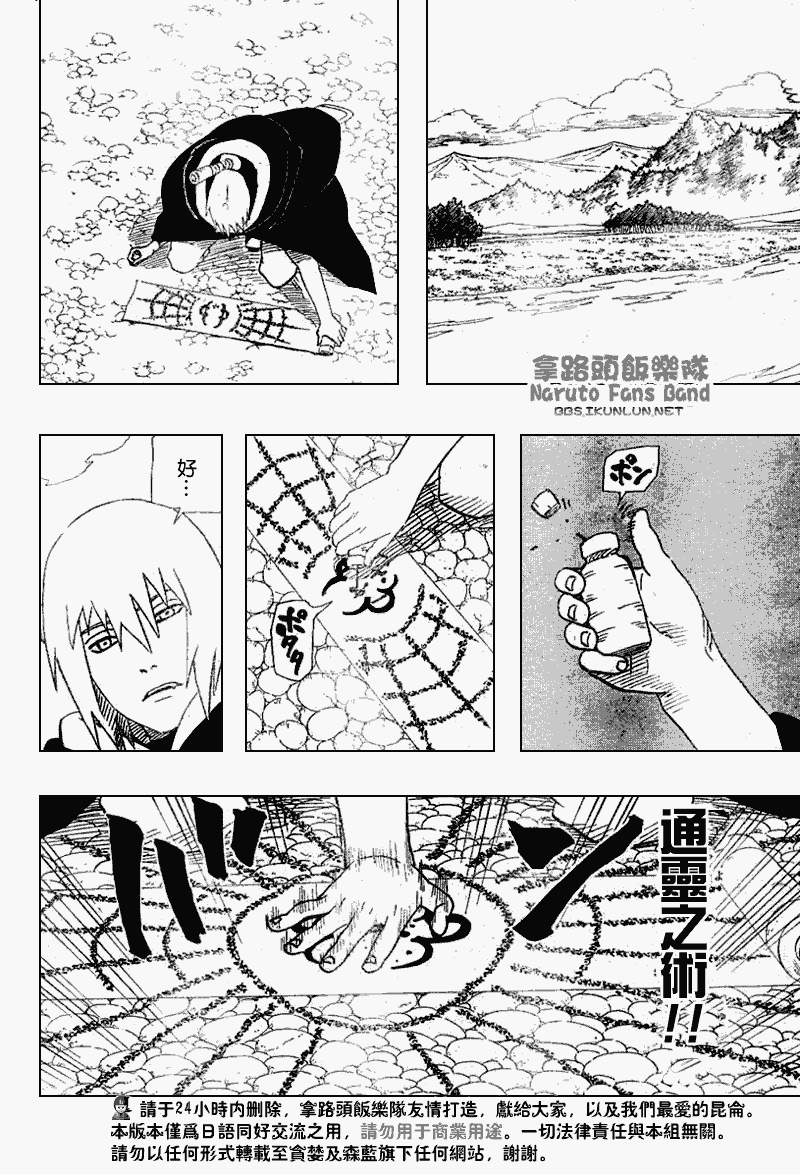 拿路頭飯樂隊
Naruto Fans Band
BBS.IKUNLUN.NET
ポン
ポタタ
好…
通靈之術!!
ドン
請于24小時内刪除，拿路頭飯樂隊友情打造，獻給大家，以及我們最愛的昆侖。
本版本僅爲日語同好交流之用，請勿用于商業用途。一切法律責任與本組無關。
請勿以任何形式轉載至貪婪及森藍旗下任何網站，謝謝。